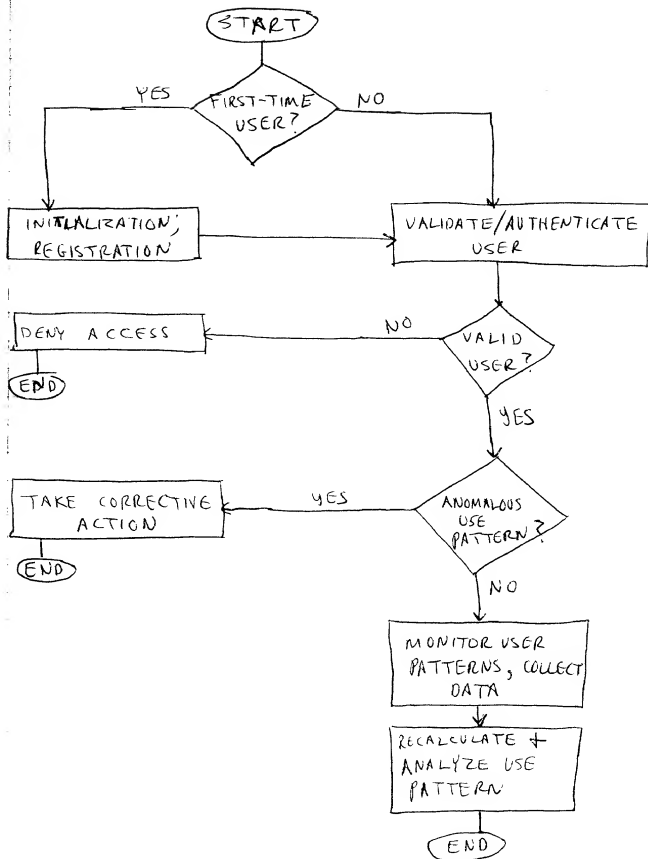 START
FIRST-TIME
USER?
YES
NO
INITIALIZATION;
REGISTRATION
VALIDATE/AUTHENTICATE
USER
DENY ACCESS
NO
VALID
USER?
END
YES
TAKE CORRECTIVE
ACTION
YES
ANOMALOUS
USE
PATTERN?
END
NO
MONITOR USER
PATTERNS, COLLECT
DATA
RECALCULATE +
ANALYZE USE
PATTERN
END